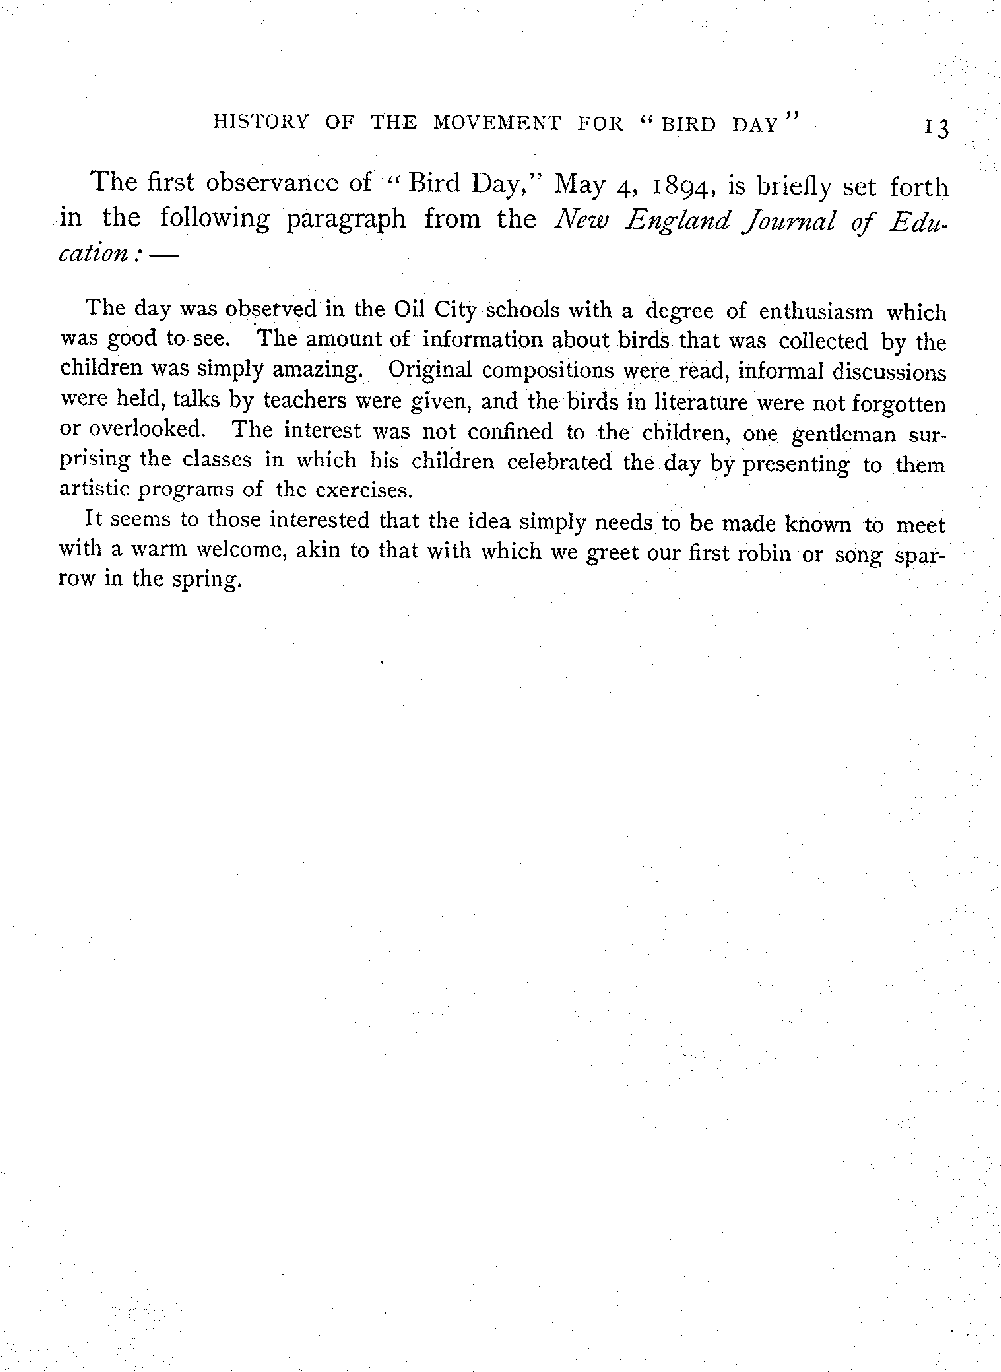 HISTORY OF THE MOVEMENT FOR “BIRD DAY” 13
The first observance of “Bird Day,” May 4, 1894, is briefly set forth
in the following paragraph from the New England Journal of Edu-
cation: —
The day was observed in the Oil City schools with a degree of enthusiasm which
was good to see. The amount of information about birds that was collected by the
children was simply amazing. Original compositions were read, informal discussions
were held, talks by teachers were given, and the birds in literature were not forgotten
or overlooked. The interest was not confined to the children, one gentleman sur-
prising the classes in which his children celebrated the day by presenting to them
artistic programs of the exercises.
It seems to those interested that the idea simply needs to be made known to meet
with a warm welcome, akin to that with which we greet our first robin or song spar-
row in the spring.